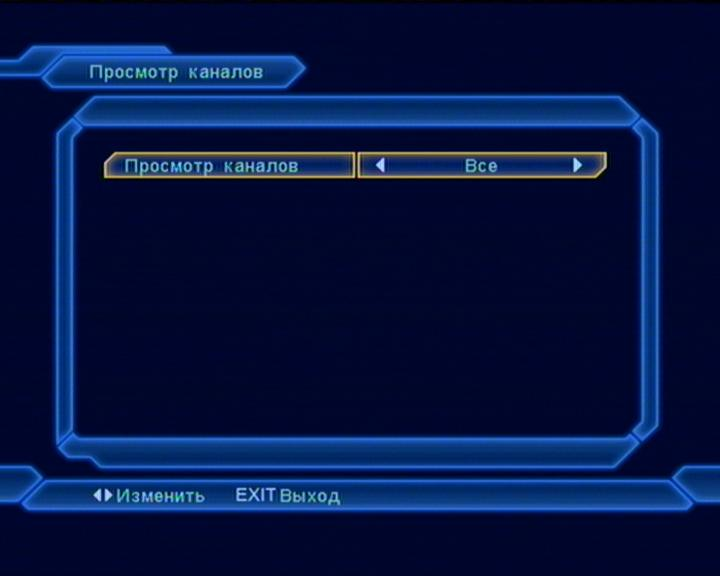 Просмотр каналов
Просмотр каналов Все
Изменить EXIT Выход